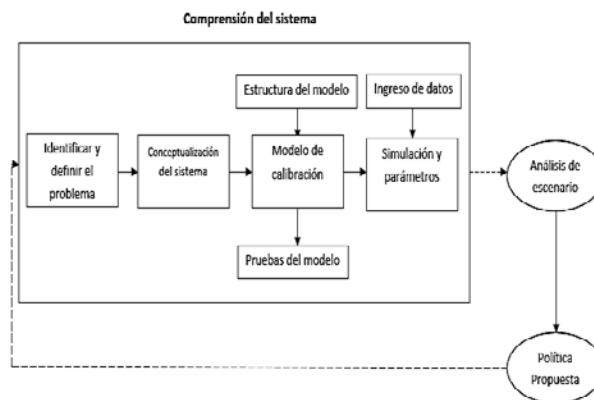 Comprensión del sistema
Estructura del modelo
Ingreso de datos
Identificar y
definir el
problema
Conceptualización
del sistema
Modelo de
calibración
Simulación y
parámetros
Análisis de
escenario
Pruebas del modelo
Política
Propuesta